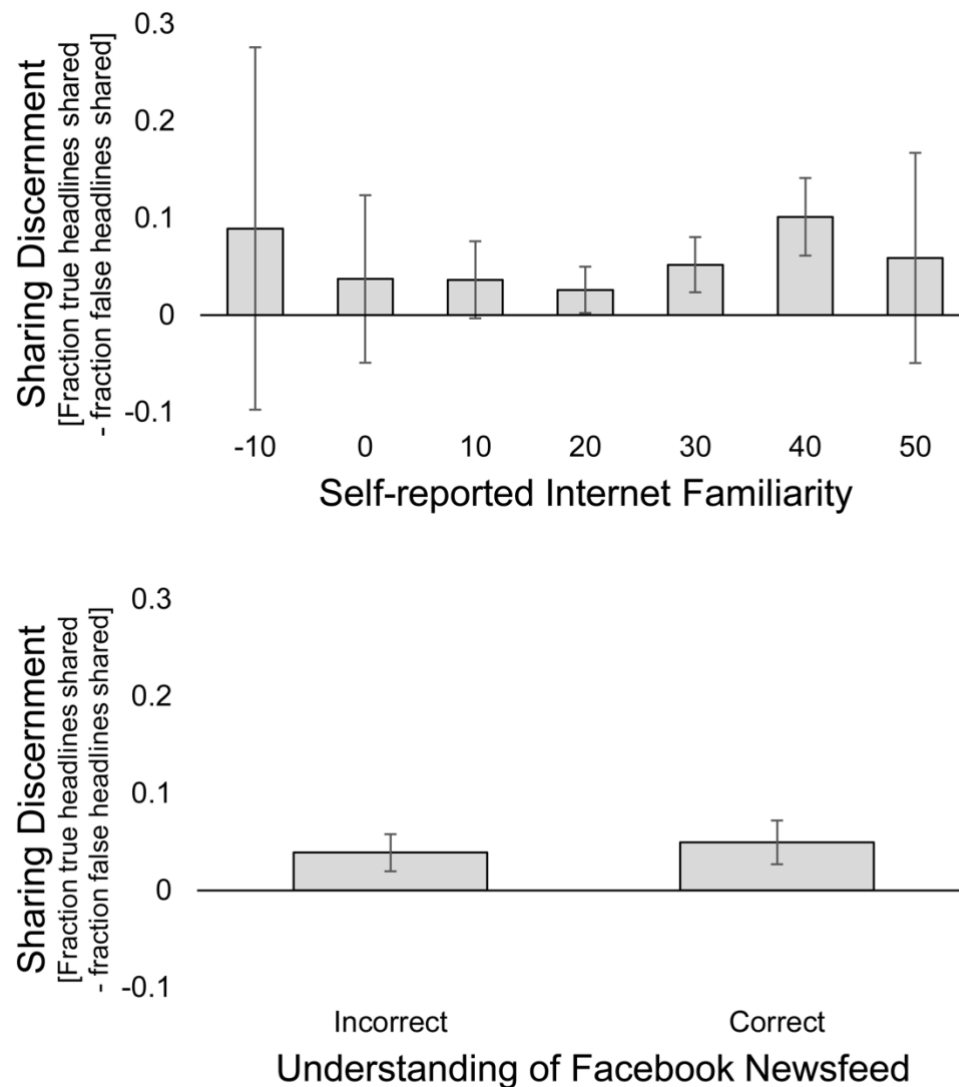 Sharing Discernment
[Fraction true headlines shared
- fraction false headlines shared]
0.3
0.2
0.1
0
-0.1
-10 0 10 20 30 40 50
Self-reported Internet Familiarity
Sharing Discernment
[Fraction true headlines shared
- fraction false headlines shared]
0.3
0.2
0.1
0
-0.1
Incorrect Correct
Understanding of Facebook Newsfeed